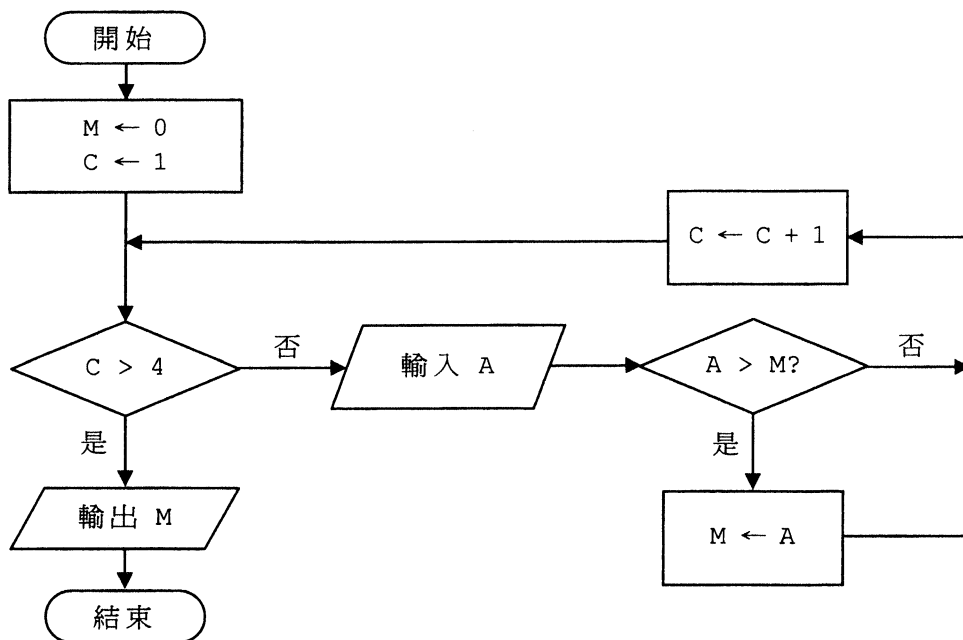 開始
M ← 0
C ← 1
C ← C + 1
C > 4
否
輸入 A
A > M?
否
是
是
輸出 M
M ← A
結束